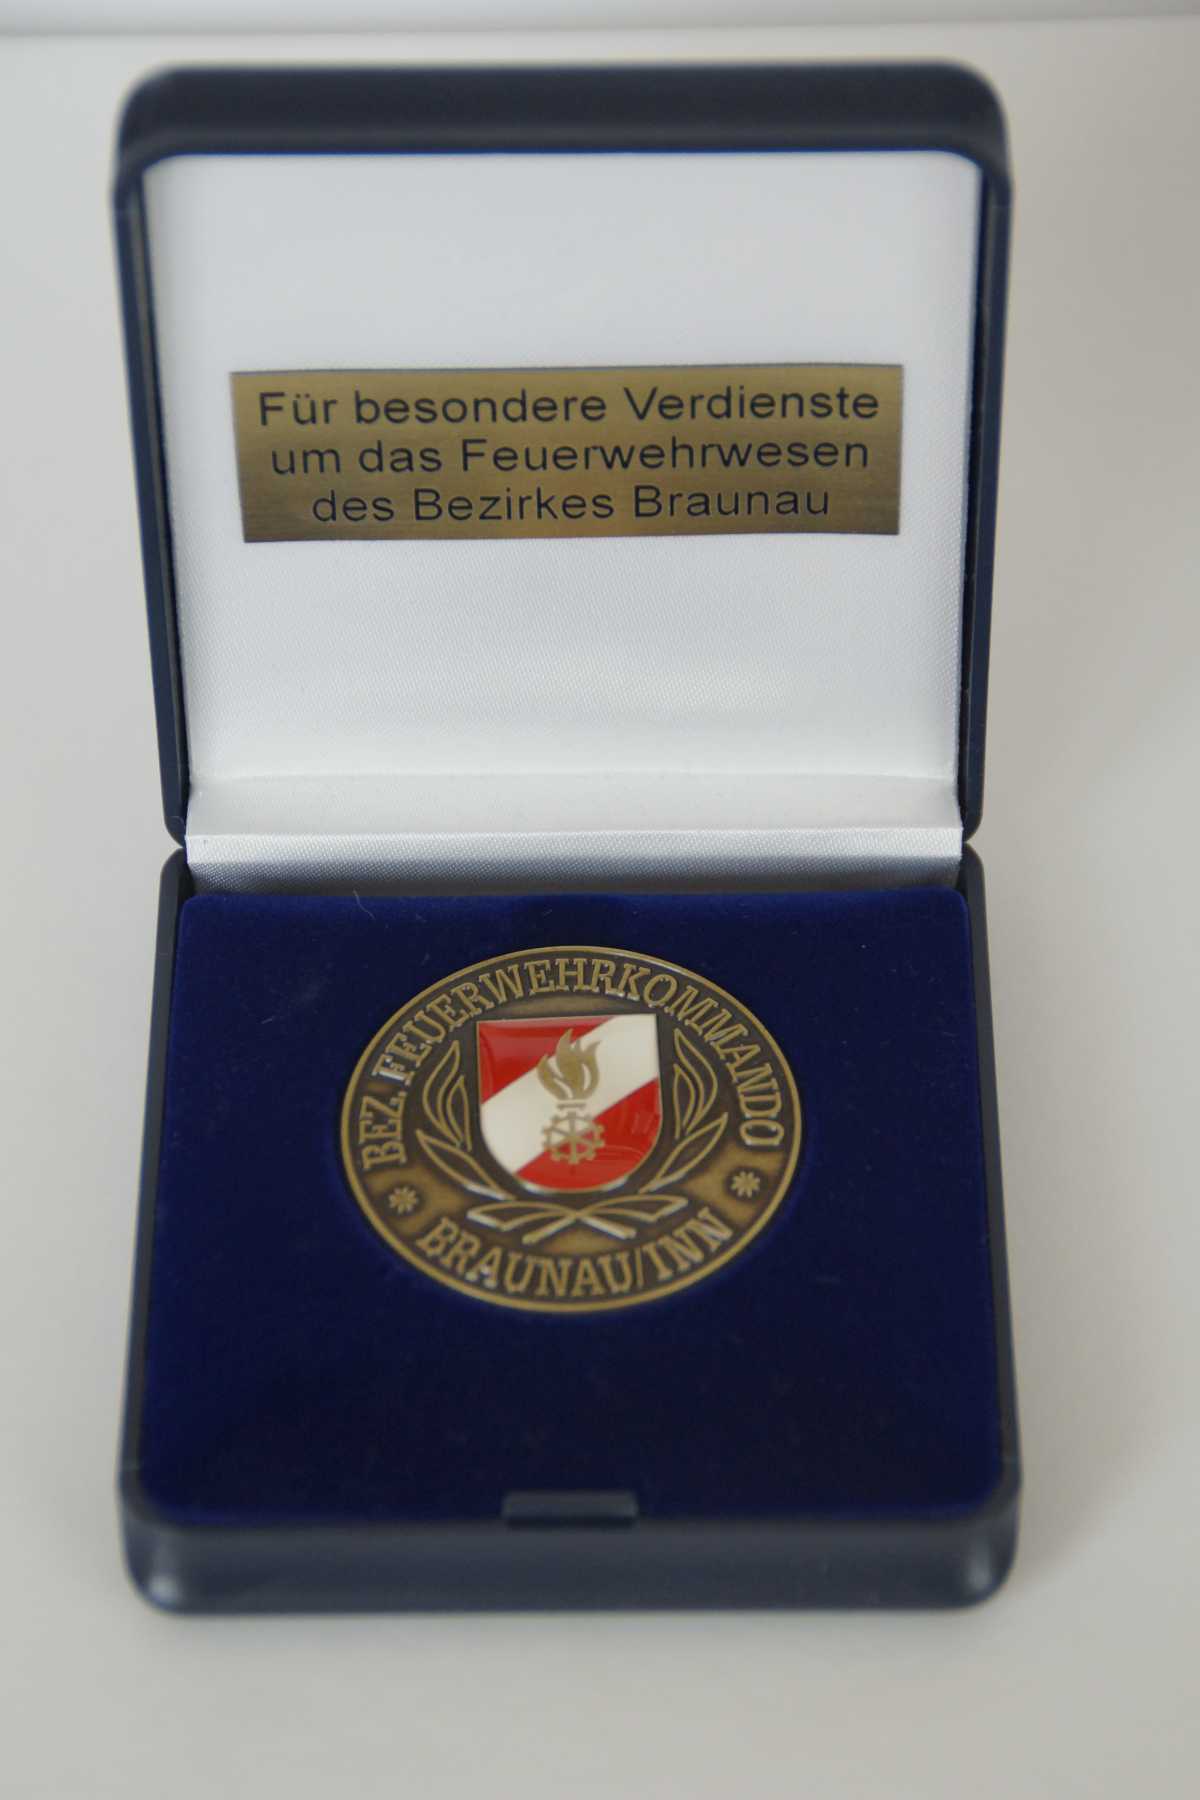 Für besondere Verdienste
um das Feuerwehrwesen
des Bezirkes Braunau
BEZ. FEUERWEHRKOMMANDO
BRAUNAU/INN